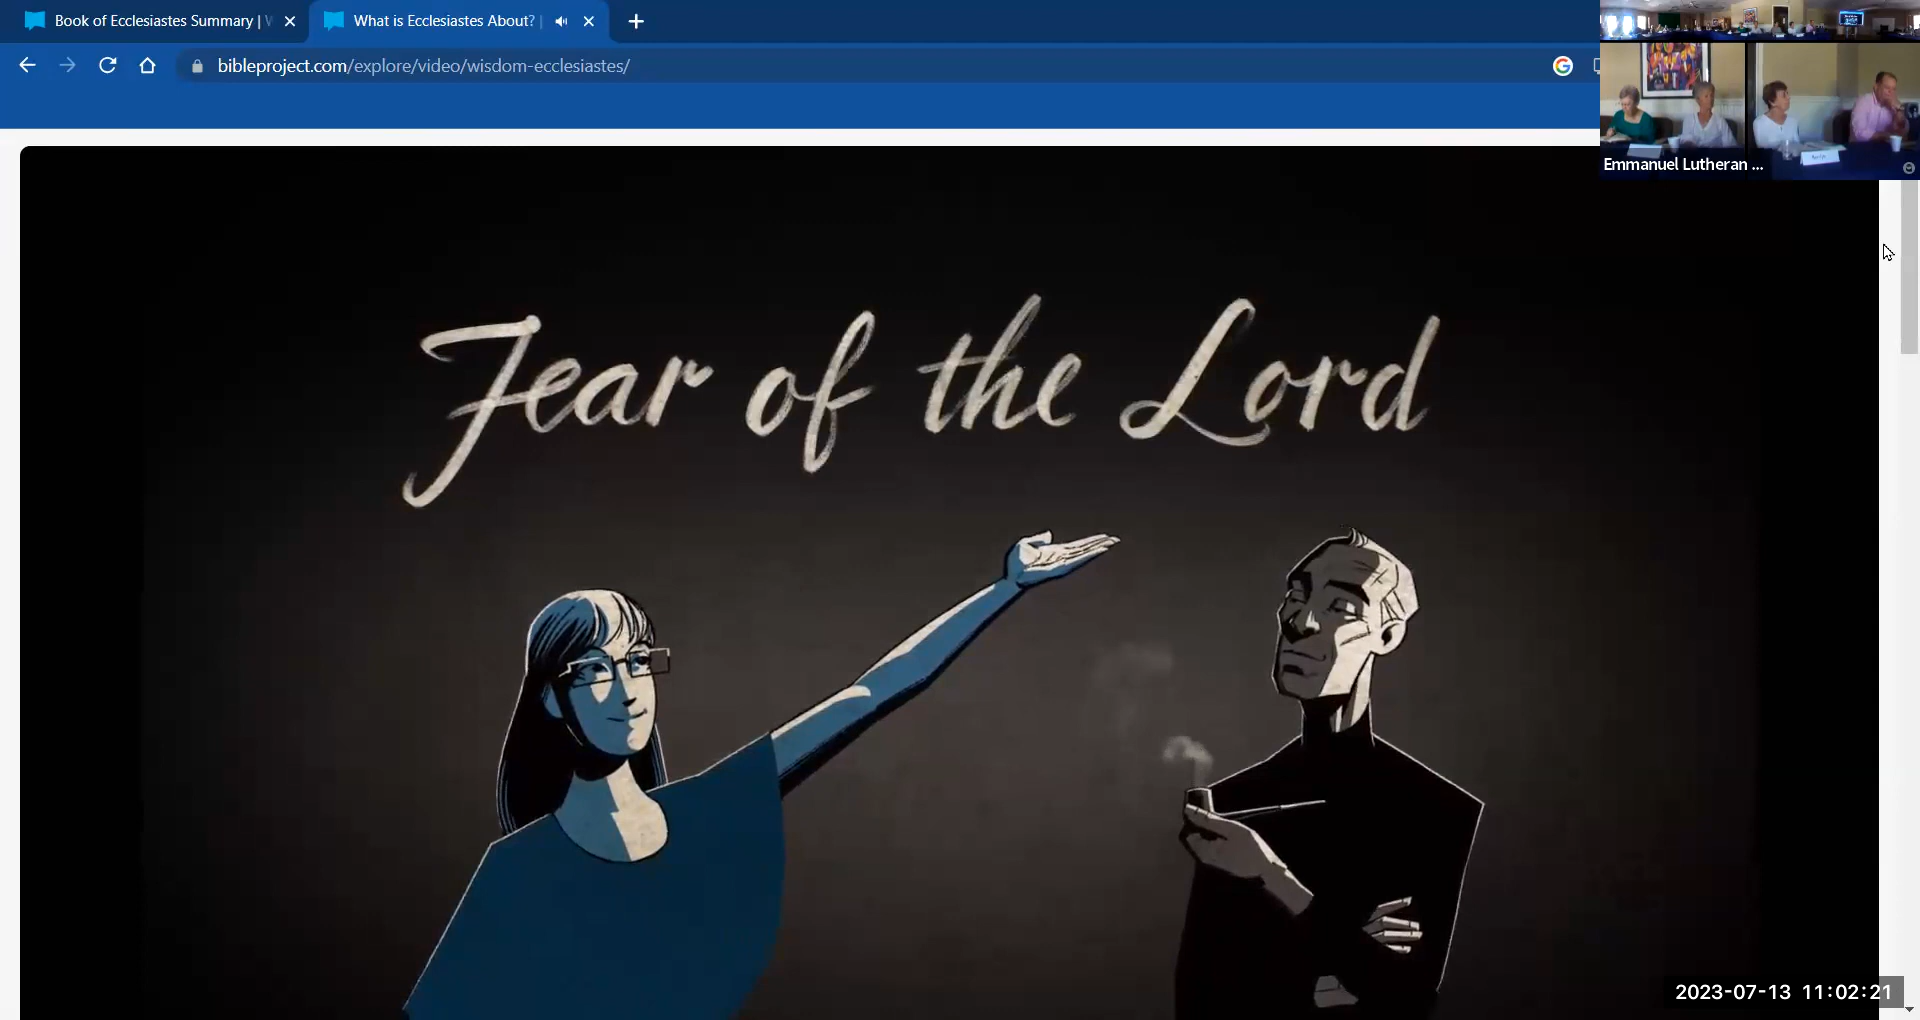 Book of Ecclesiastes Summary |
What is Ecclesiastes About? |
bibleproject.com/explore/video/wisdom-ecclesiastes/
Emmanuel Lutheran ...
Fear of the Lord
2023-07-13 11:02:21